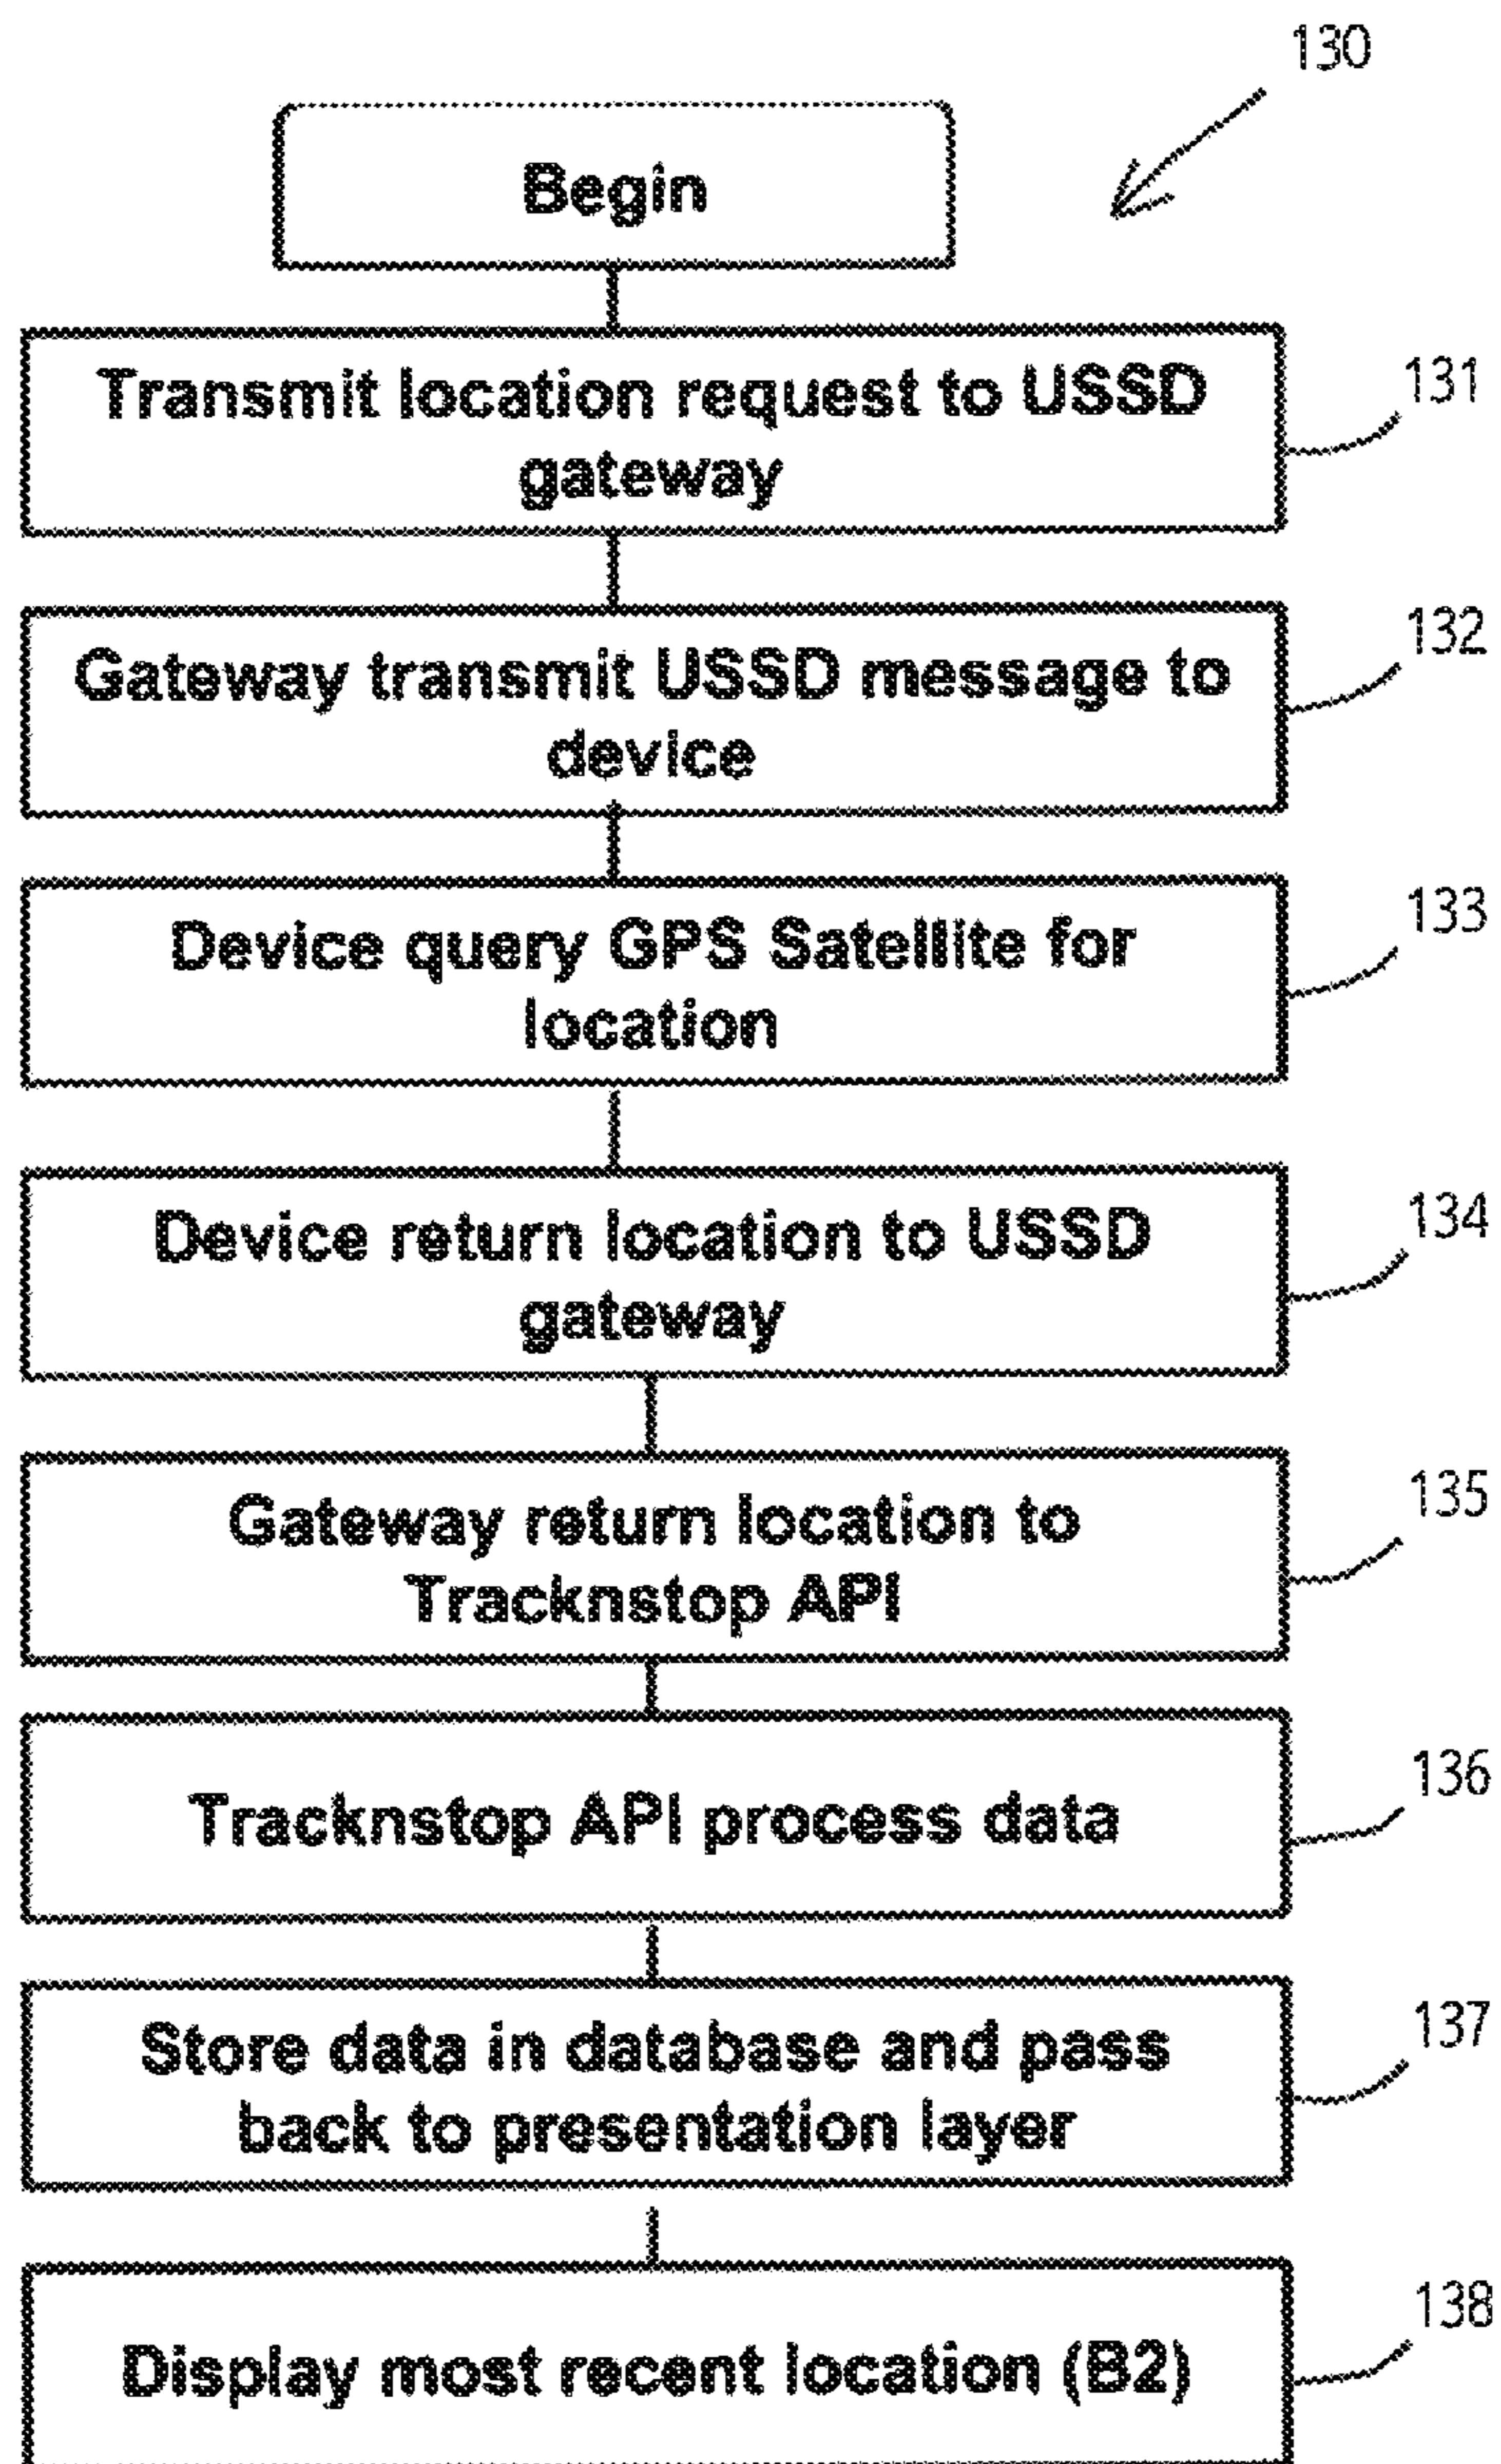 130
Begin
Transmit location request to USSD
gateway
131
Gateway transmit USSD message to
device
132
Device query GPS Satellite for
location
133
Device return location to USSD
gateway
134
Gateway return location to
Tracknstop API
135
Tracknstop API process data
136
Store data in database and pass
back to presentation layer
137
Display most recent location (B2)
138